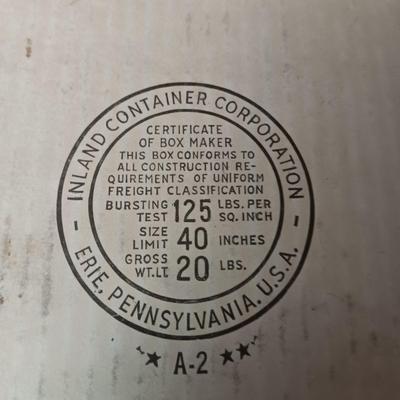 INLAND CONTAINER CORPORATION
CERTIFICATE
OF BOX MAKER
THIS BOX CONFORMS TO
ALL CONSTRUCTION RE-
QUIREMENTS OF UNIFORM
FREIGHT CLASSIFICATION
BURSTING TEST 125 LBS. PER SQ. INCH
SIZE LIMIT 40 INCHES
GROSS WT. LT. 20 LBS.
- ERIE, PENNSYLVANIA, U.S.A. -
A-2